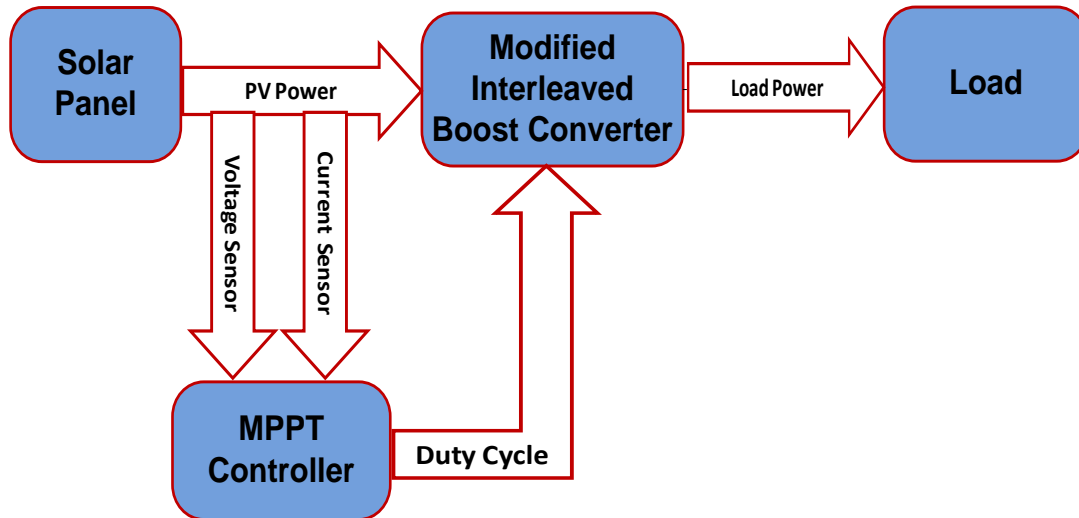 Solar
Panel
PV Power
Modified
Interleaved
Boost Converter
Load Power
Load
Voltage Sensor
Current Sensor
MPPT
Controller
Duty Cycle